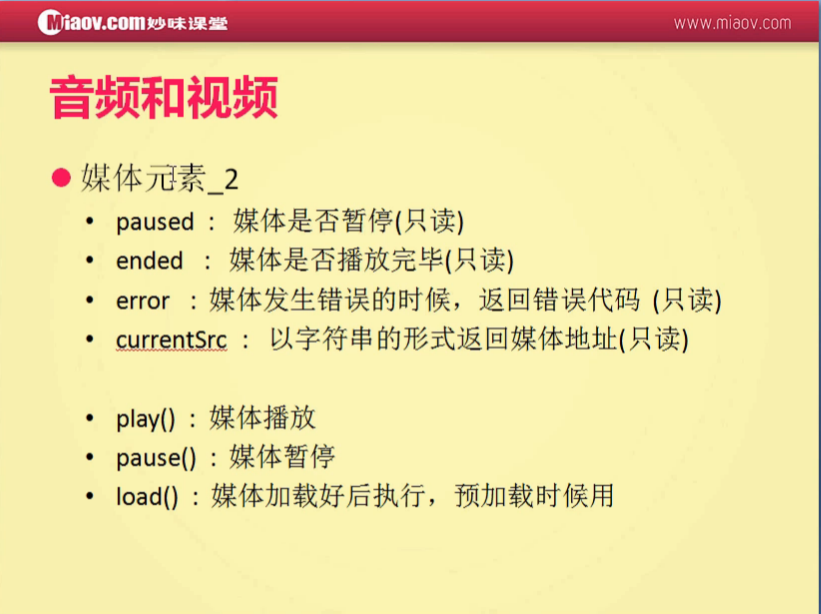 Miaov.com妙味课堂
www.miaov.com
音频和视频
媒体元素_2
• paused : 媒体是否暂停(只读)
• ended : 媒体是否播放完毕(只读)
• error : 媒体发生错误的时候，返回错误代码 (只读)
• currentSrc : 以字符串的形式返回媒体地址(只读)
• play() : 媒体播放
• pause() : 媒体暂停
• load() : 媒体加载好后执行，预加载时候用